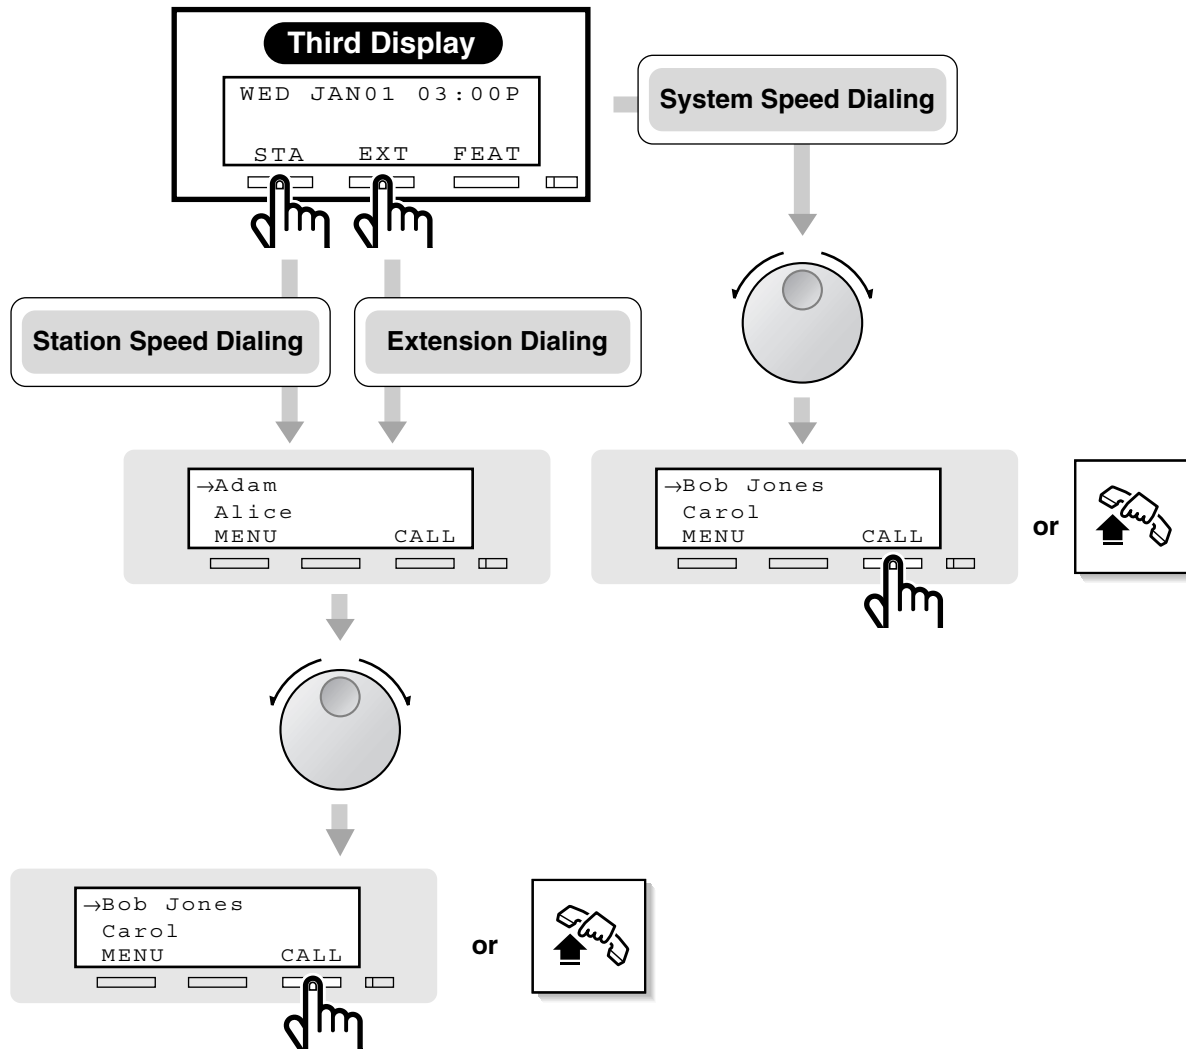 Third Display
WED JAN01 03:00P
STA EXT FEAT
System Speed Dialing
Station Speed Dialing
Extension Dialing
→Adam
Alice
MENU CALL
→Bob Jones
Carol
MENU CALL
or
→Bob Jones
Carol
MENU CALL
or